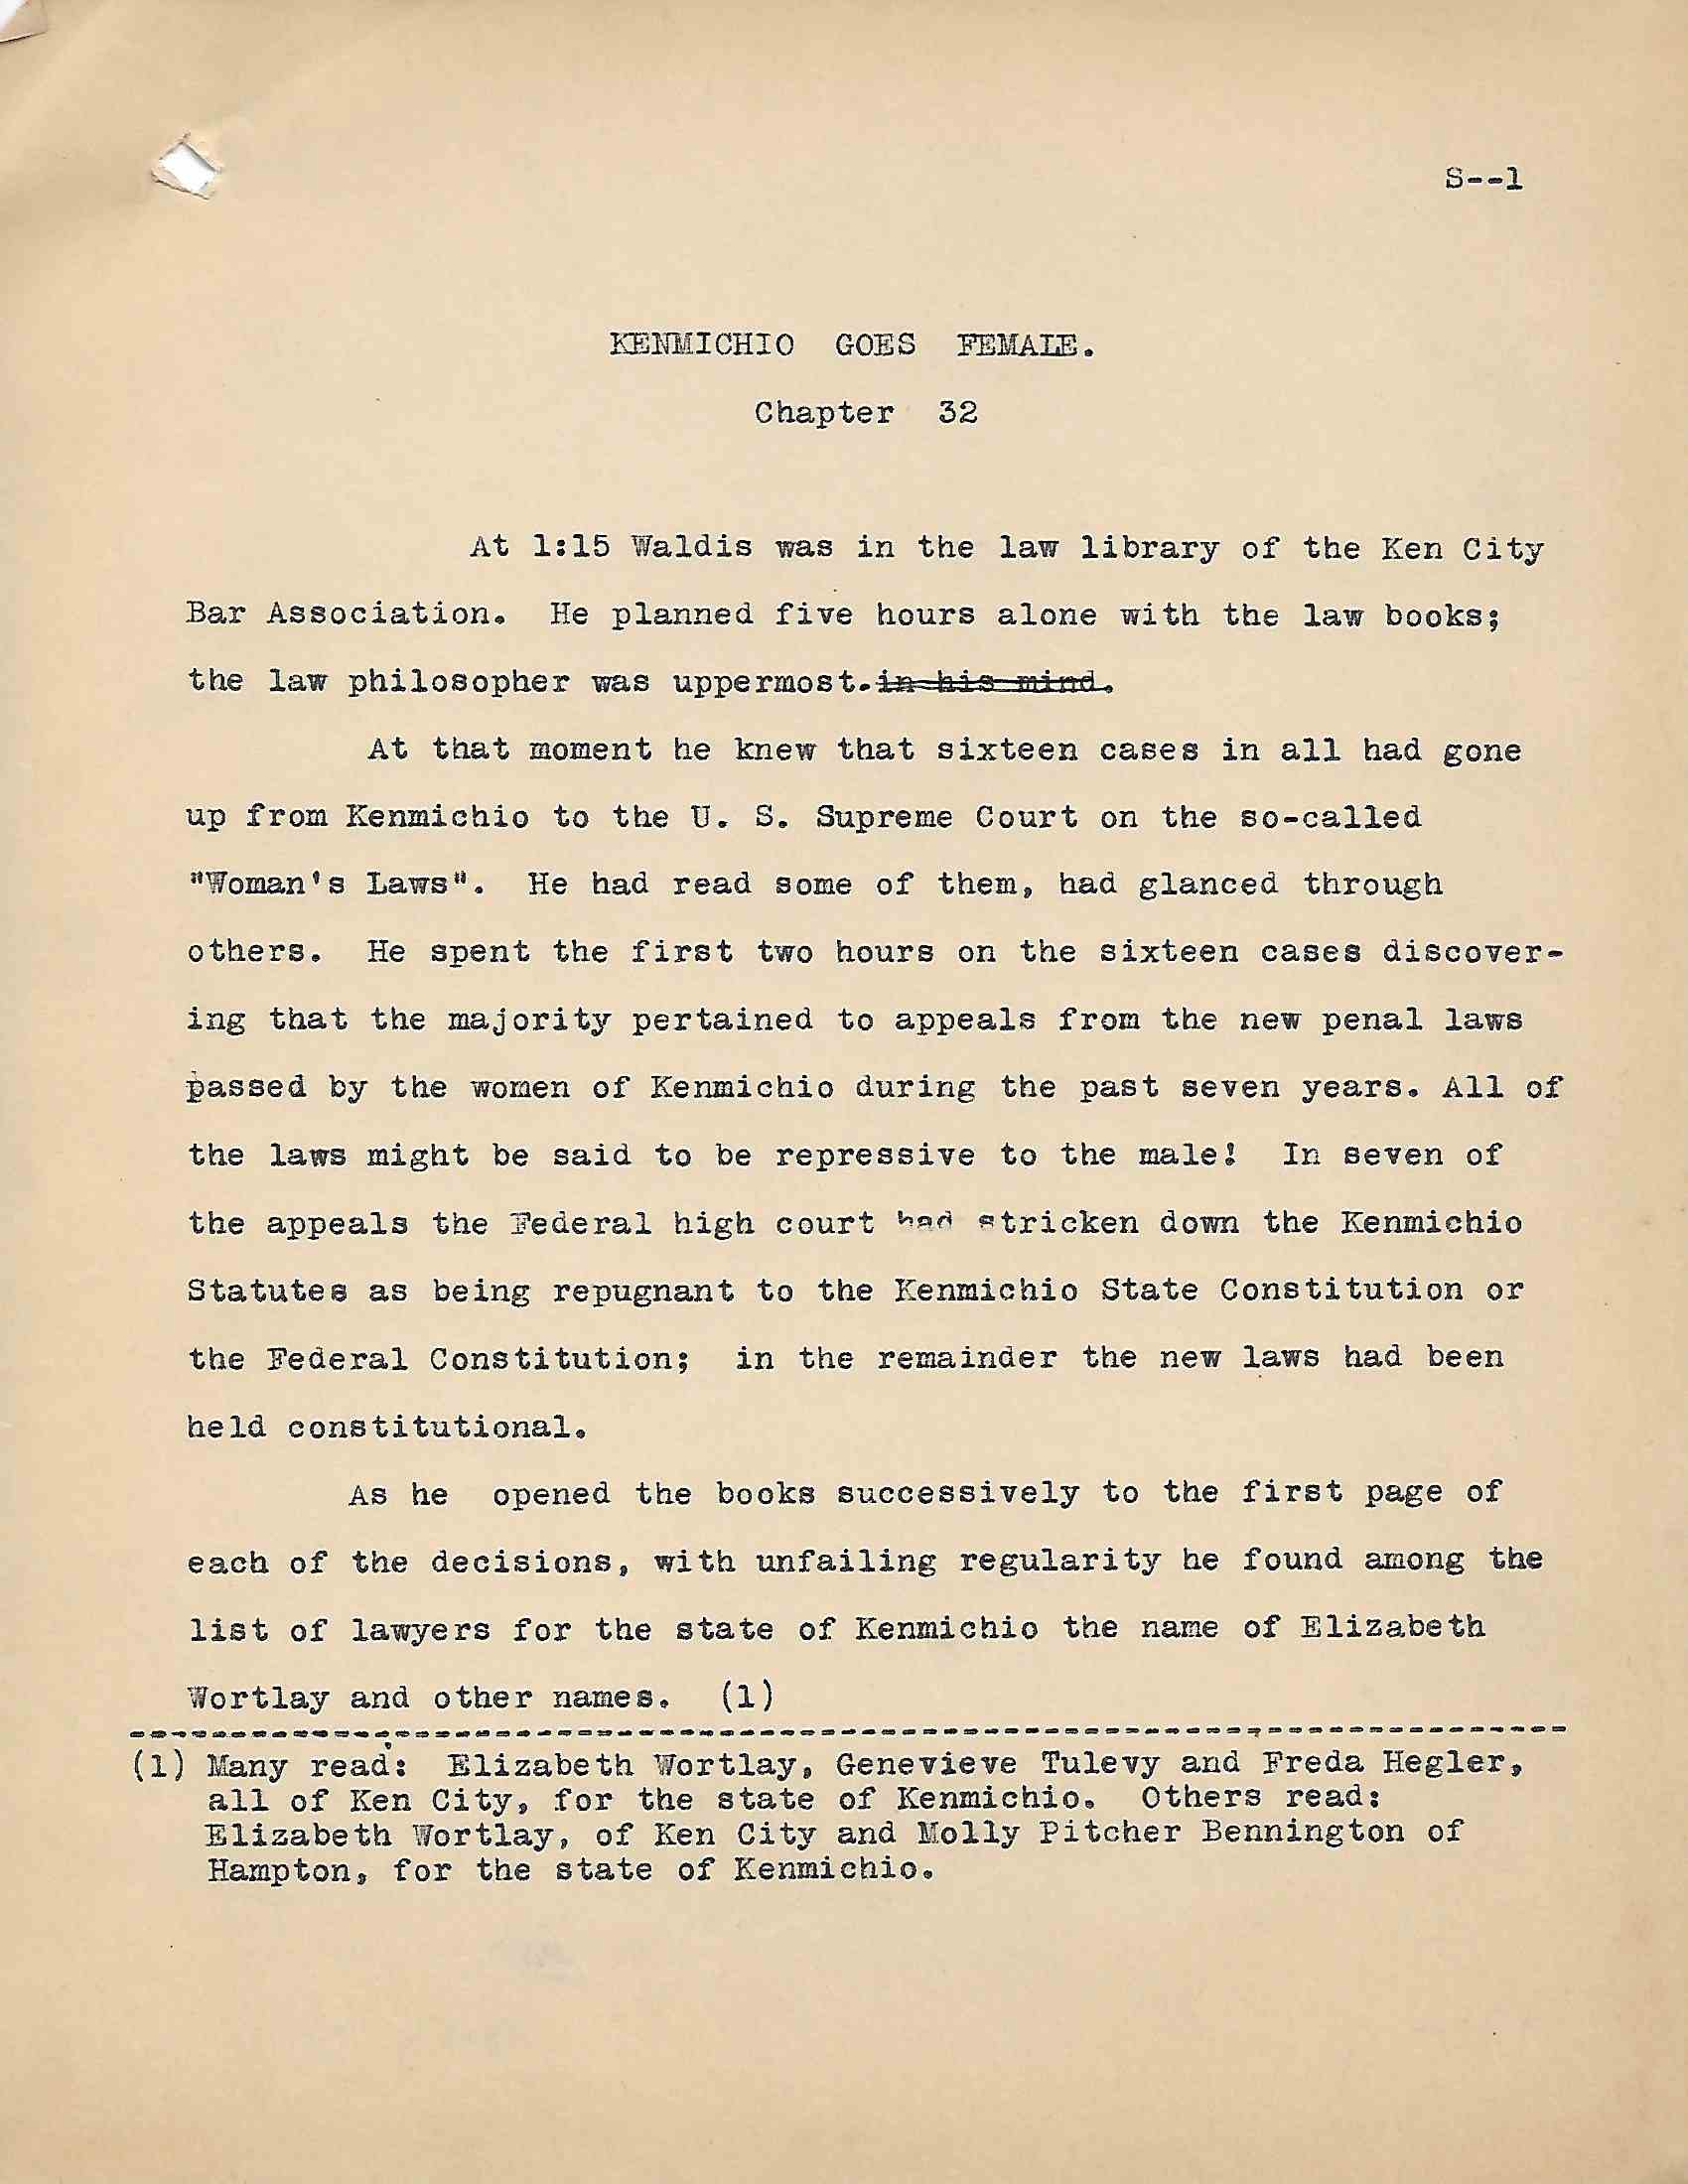 S--1
KENMICHIO GOES FEMALE.
Chapter 32
At 1:15 Waldis was in the law library of the Ken City
Bar Association. He planned five hours alone with the law books;
the law philosopher was uppermost. in his mind.
At that moment he knew that sixteen cases in all had gone
up from Kenmichio to the U. S. Supreme Court on the so-called
"Woman's Laws". He had read some of them, had glanced through
others. He spent the first two hours on the sixteen cases discover-
ing that the majority pertained to appeals from the new penal laws
passed by the women of Kenmichio during the past seven years. All of
the laws might be said to be repressive to the male! In seven of
the appeals the Federal high court had stricken down the Kenmichio
Statutes as being repugnant to the Kenmichio State Constitution or
the Federal Constitution; in the remainder the new laws had been
held constitutional.
As he opened the books successively to the first page of
each of the decisions, with unfailing regularity he found among the
list of lawyers for the state of Kenmichio the name of Elizabeth
Wortlay and other names. (1)
(1) Many read: Elizabeth Wortlay, Genevieve Tulevy and Freda Hegler,
all of Ken City, for the state of Kenmichio. Others read:
Elizabeth Wortlay, of Ken City and Molly Pitcher Bennington of
Hampton, for the state of Kenmichio.